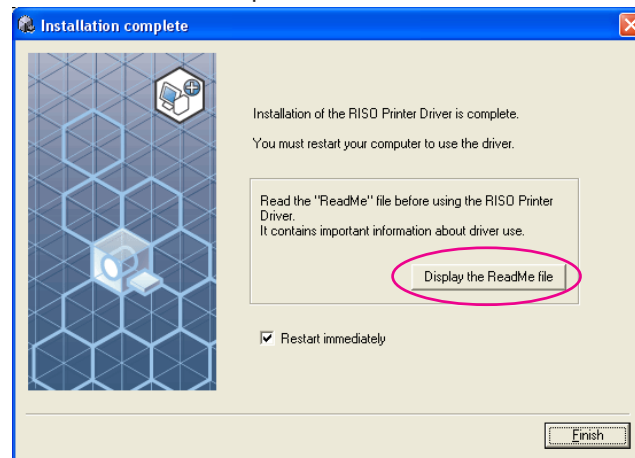 Installation complete
Installation of the RISO Printer Driver is complete.
You must restart your computer to use the driver.
Read the "ReadMe" file before using the RISO Printer
Driver.
It contains important information about driver use.
Display the ReadMe file
Restart immediately
Finish